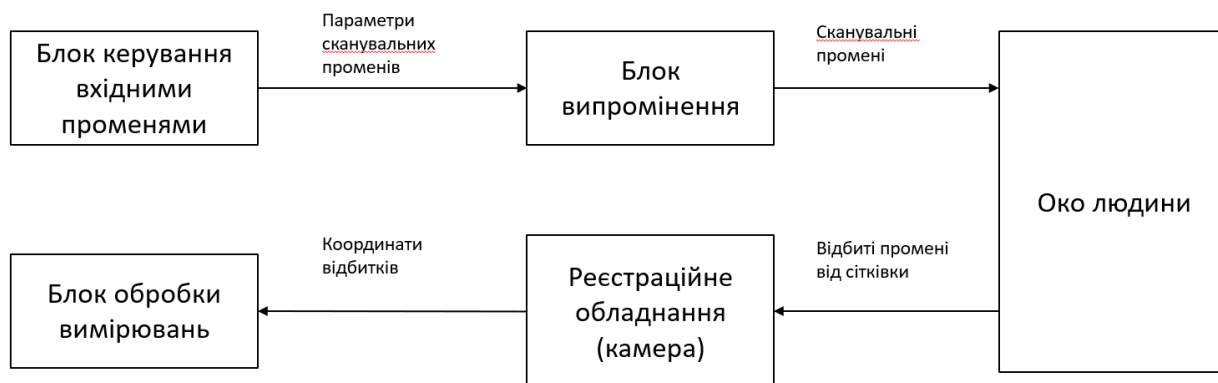 Блок керування
вхідними
променями
Параметри
сканувальних
променів
Блок
випромінення
Сканувальні
промені
Око людини
Відбиті промені
від сітківки
Реєстраційне
обладнання
(камера)
Координати
відбитків
Блок обробки
вимірювань